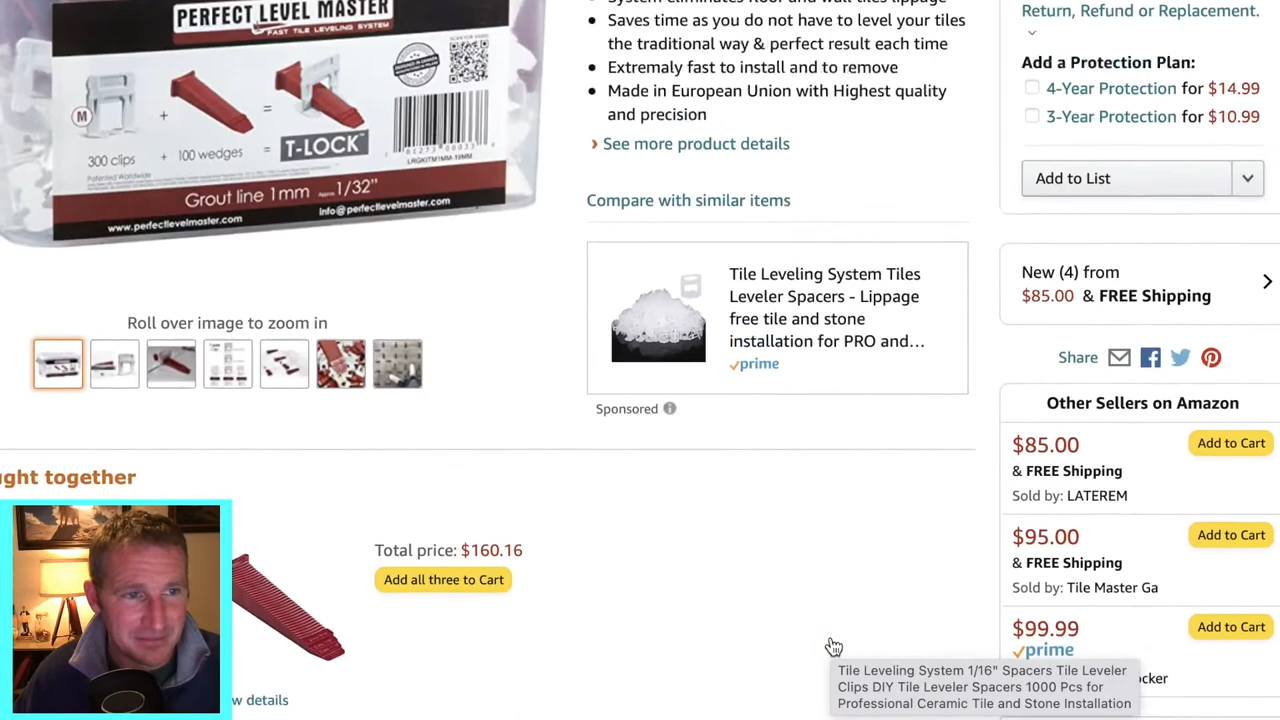 PERFECT LEVEL MASTER
FAST TILE LEVELING SYSTEM
M
+
=
300 clips
+ 100 wedges
=
T-LOCK
LRGKITM1MM-19MM
Grout line 1mm Approx. 1/32"
www.perfectlevelmaster.com
info@perfectlevelmaster.com
Roll over image to zoom in
Saves time as you do not have to level your tiles
the traditional way & perfect result each time
Extremaly fast to install and to remove
Made in European Union with Highest quality
and precision
› See more product details
Compare with similar items
Tile Leveling System Tiles
Leveler Spacers - Lippage
free tile and stone
installation for PRO and...
prime
Sponsored
Return, Refund or Replacement.
Add a Protection Plan:
4-Year Protection for $14.99
3-Year Protection for $10.99
Add to List
New (4) from
$85.00 & FREE Shipping
Share
Other Sellers on Amazon
$85.00
Add to Cart
& FREE Shipping
Sold by: LATEREM
$95.00
Add to Cart
& FREE Shipping
Sold by: Tile Master Ga
$99.99
Add to Cart
prime
ocker
ght together
Total price: $160.16
Add all three to Cart
w details
Tile Leveling System 1/16" Spacers Tile Leveler
Clips DIY Tile Leveler Spacers 1000 Pcs for
Professional Ceramic Tile and Stone Installation